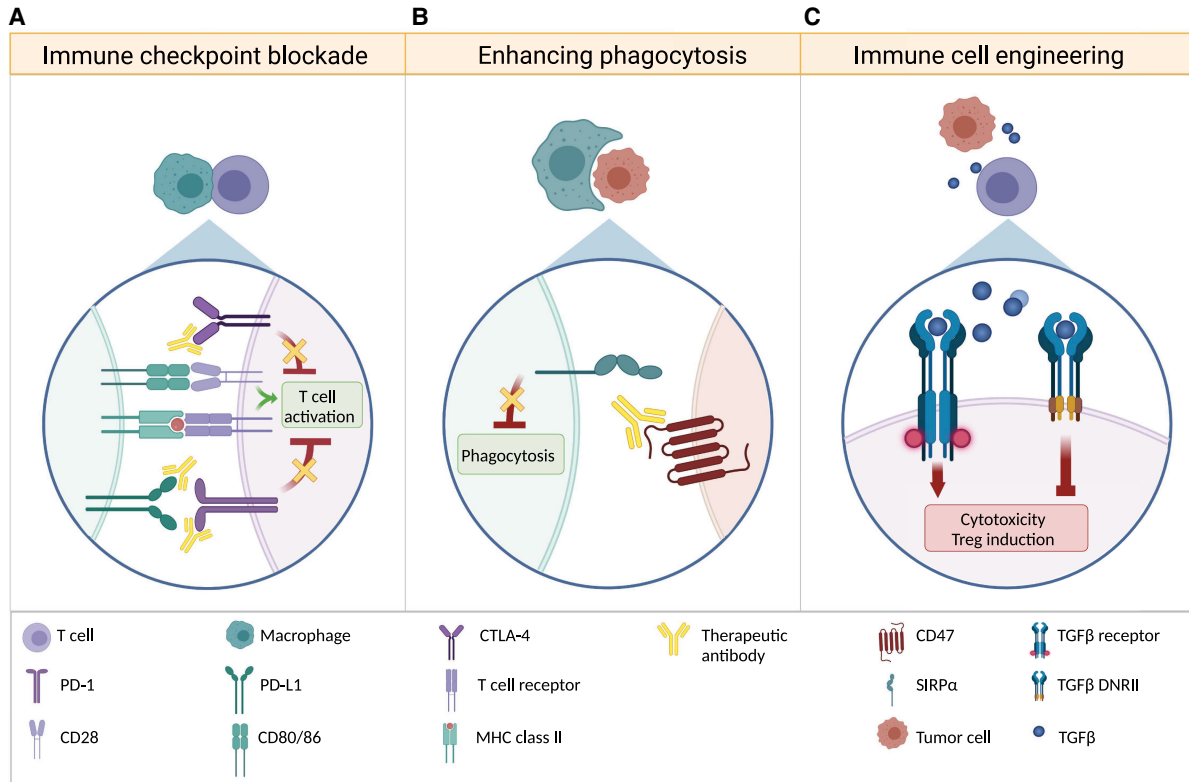 A
B
C
Immune checkpoint blockade
Enhancing phagocytosis
Immune cell engineering
T cell
activation
Phagocytosis
Cytotoxicity
Treg induction
T cell
Macrophage
CTLA-4
Therapeutic
antibody
CD47
TGFβ receptor
PD-1
PD-L1
T cell receptor
SIRPα
TGFβ DNRII
CD28
CD80/86
MHC class II
Tumor cell
TGFβ